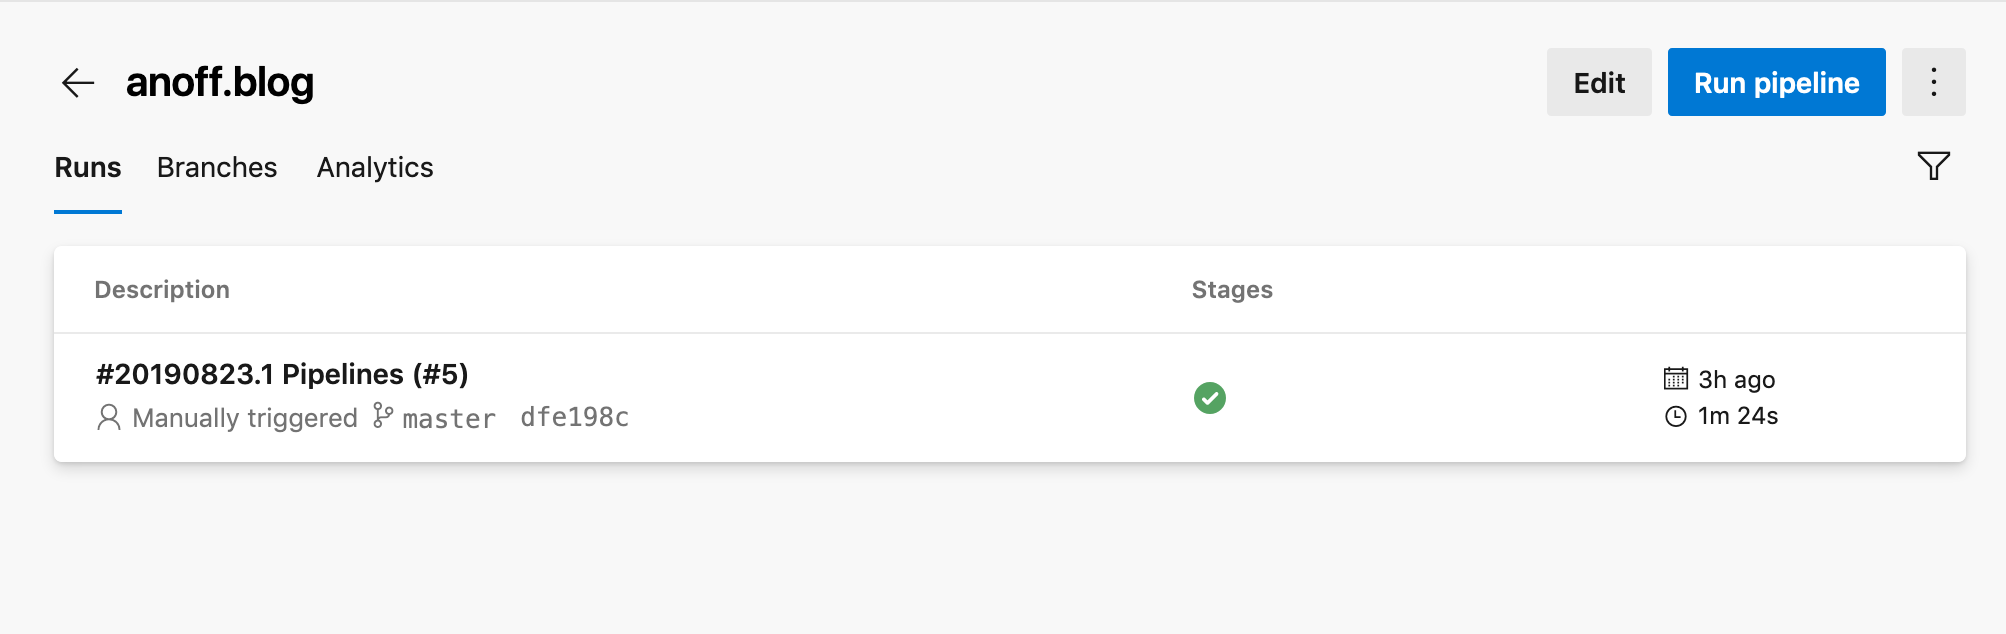 anoff.blog
Edit
Run pipeline
Runs
Branches
Analytics
Description
Stages
#20190823.1 Pipelines (#5)
Manually triggered master dfe198c
3h ago
1m 24s